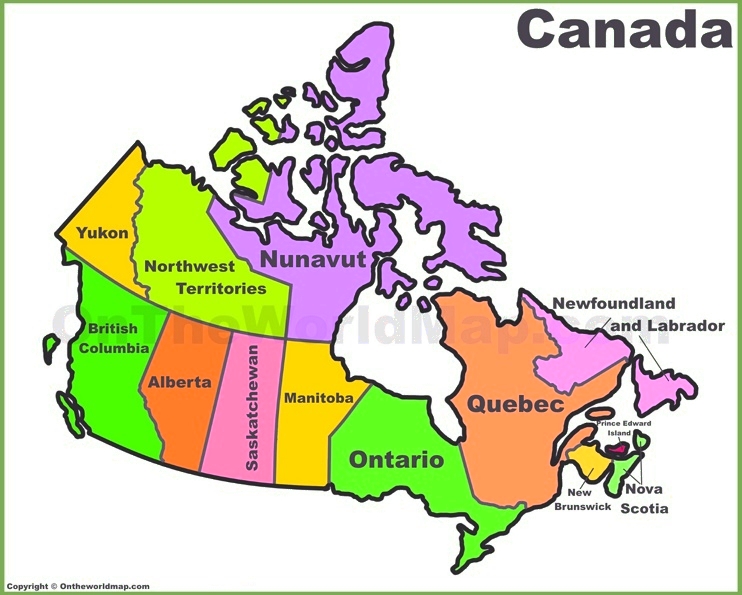 Canada
Yukon
Northwest
Territories
Nunavut
OnTheWorldMap.com
British
Columbia
Alberta
Saskatchewan
Manitoba
Ontario
Quebec
Newfoundland
and Labrador
Prince Edward
Island
New
Brunswick
Nova
Scotia
Copyright © Ontheworldmap.com